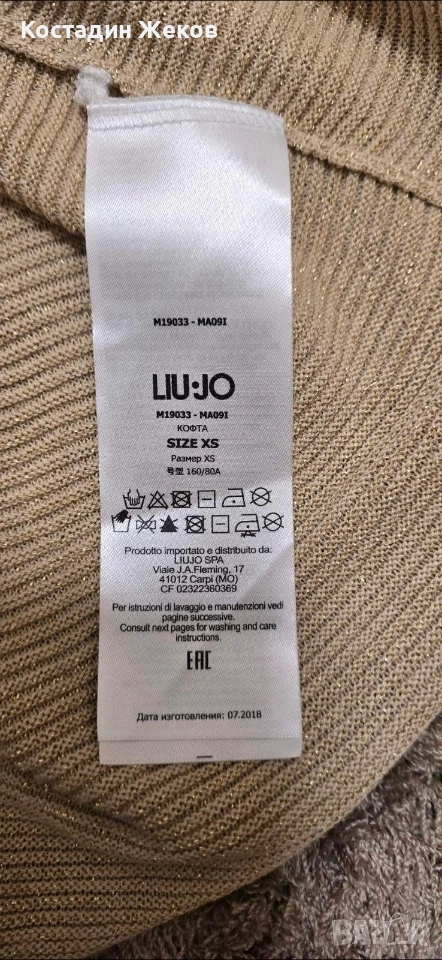 Костадин Жеков
M19033 - MA09I
LIU·JO
M19033 - MA09I
КОФТА
SIZE XS
Размер XS
号型 160/80A
Prodotto importato e distribuito da:
LIUJO SPA
Viale J.A.Fleming, 17
41012 Carpi (MO)
CF 02322360369
Per istruzioni di lavaggio e manutenzioni vedi
pagine successive.
Consult next pages for washing and care
instructions.
EAC
Дата изготовления: 07.2018
BAZAR